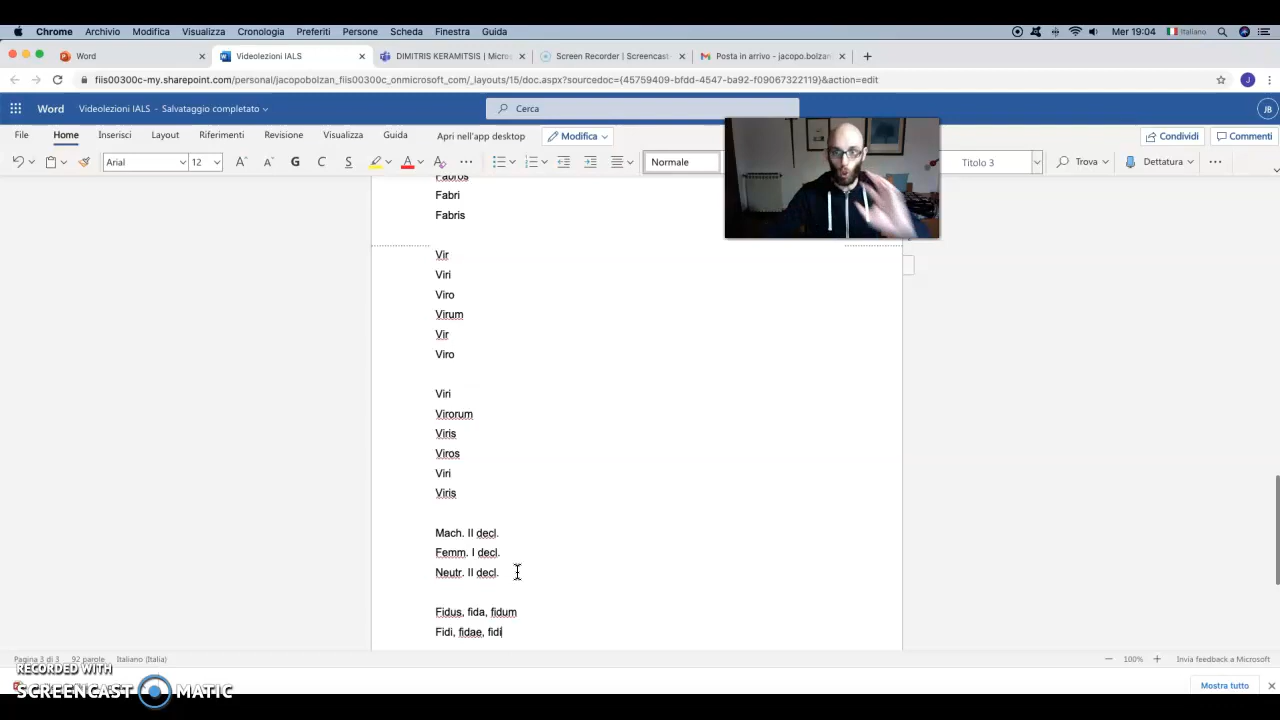 Chrome Archivio Modifica Visualizza Cronologia Preferiti Persone Scheda Finestra Guida Italiano Mer 19:04
Word Videolezioni IALS DIMITRIS KERAMITSIS | Micros Screen Recorder | Screencast- Posta in arrivo - jacopo.bolzan
fiis00300c-my.sharepoint.com/personal/jacopobolzan_fiis00300c_onmicrosoft_com/_layouts/15/doc.aspx?sourcedoc={45759409-bfdd-4547-ba92-f09067322119}&action=edit J
Word Videolezioni IALS - Salvataggio completato Cerca JB
File Home Inserisci Layout Riferimenti Revisione Visualizza Guida Apri nell'app desktop Modifica Condividi Commenti
Arial 12 A A G C S A Normale Titolo 3 Trova Dettatura
Fabros
Fabri
Fabris
Vir
Viri
Viro
Virum
Vir
Viro
Viri
Virorum
Viris
Viros
Viri
Viris
Mach. II decl.
Femm. I decl.
Neutr. II decl.
Fidus, fida, fidum
Fidi, fidae, fidi
Pagina 3 di 3 92 parole Italiano (Italia) 100% Invia feedback a Microsoft
RECORDED WITH
SCREENCAST MATIC
Mostra tutto